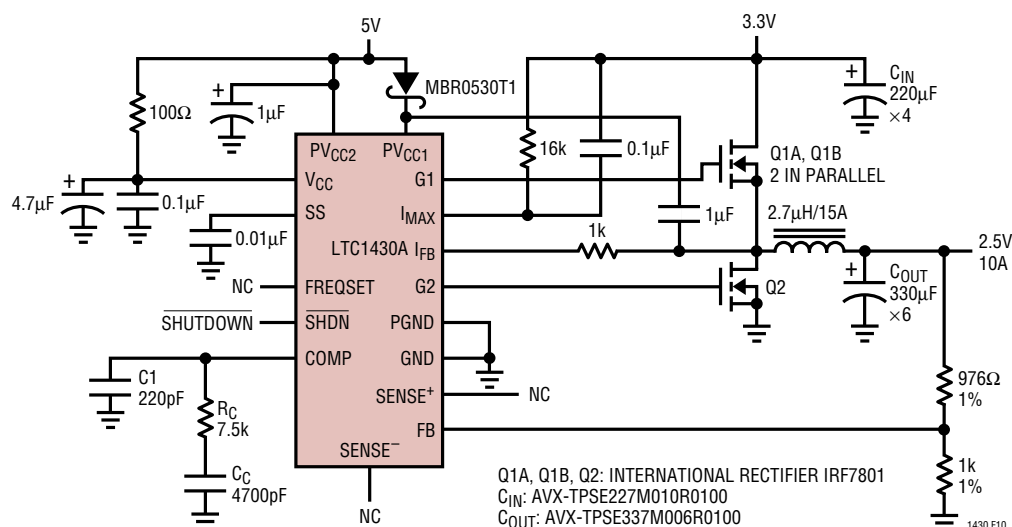 5V
3.3V
MBR0530T1
+
CIN
220µF
×4
100Ω
+
1µF
PVCC2
PVCC1
16k
0.1µF
Q1A, Q1B
2 IN PARALLEL
+
4.7µF
0.1µF
VCC
G1
SS
IMAX
1µF
2.7µH/15A
0.01µF
LTC1430A
IFB
1k
2.5V
10A
NC
FREQSET
G2
Q2
+
COUT
330µF
×6
SHUTDOWN
SHDN
PGND
COMP
GND
C1
220pF
SENSE+
NC
976Ω
1%
RC
7.5k
FB
SENSE–
CC
4700pF
NC
1k
1%
Q1A, Q1B, Q2: INTERNATIONAL RECTIFIER IRF7801
CIN: AVX-TPSE227M010R0100
COUT: AVX-TPSE337M006R0100
1430 F10